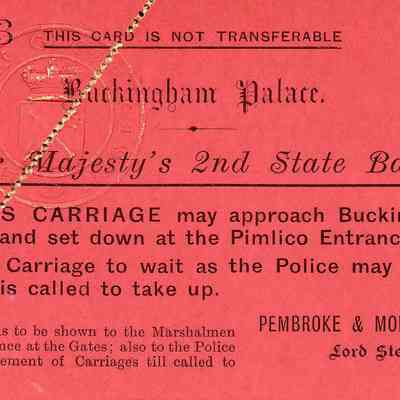 3 THIS CARD IS NOT TRANSFERABLE
Buckingham Palace.
Majesty's 2nd State Ba
S CARRIAGE may approach Bucki
and set down at the Pimlico Entranc
Carriage to wait as the Police may
is called to take up.
is to be shown to the Marshalmen
nce at the Gates; also to the Police
ement of Carriages till called to
PEMBROKE & MO
Lord Ste